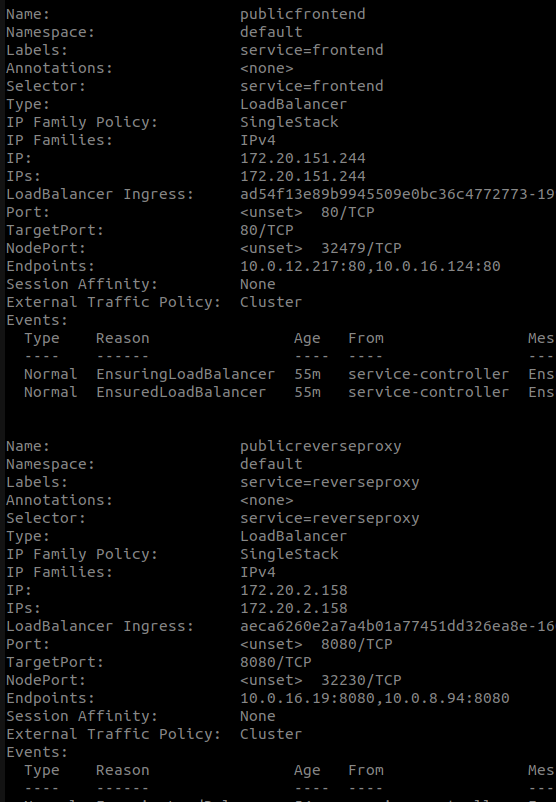 Name:                     publicfrontend
Namespace:                default
Labels:                   service=frontend
Annotations:              <none>
Selector:                 service=frontend
Type:                     LoadBalancer
IP Family Policy:         SingleStack
IP Families:              IPv4
IP:                       172.20.151.244
IPs:                      172.20.151.244
LoadBalancer Ingress:     ad54f13e89b9945509e0bc36c4772773-19
Port:                     <unset>  80/TCP
TargetPort:               80/TCP
NodePort:                 <unset>  32479/TCP
Endpoints:                10.0.12.217:80,10.0.16.124:80
Session Affinity:         None
External Traffic Policy:  Cluster
Events:
  Type    Reason                Age   From                Mes
  ----    ------                ----  ----                ---
  Normal  EnsuringLoadBalancer  55m   service-controller  Ens
  Normal  EnsuredLoadBalancer   55m   service-controller  Ens
Name:                     publicreverseproxy
Namespace:                default
Labels:                   service=reverseproxy
Annotations:              <none>
Selector:                 service=reverseproxy
Type:                     LoadBalancer
IP Family Policy:         SingleStack
IP Families:              IPv4
IP:                       172.20.2.158
IPs:                      172.20.2.158
LoadBalancer Ingress:     aeca6260e2a7a4b01a77451dd326ea8e-16
Port:                     <unset>  8080/TCP
TargetPort:               8080/TCP
NodePort:                 <unset>  32230/TCP
Endpoints:                10.0.16.19:8080,10.0.8.94:8080
Session Affinity:         None
External Traffic Policy:  Cluster
Events:
  Type    Reason                Age   From                Mes
  ----    ------                ----  ----                ---